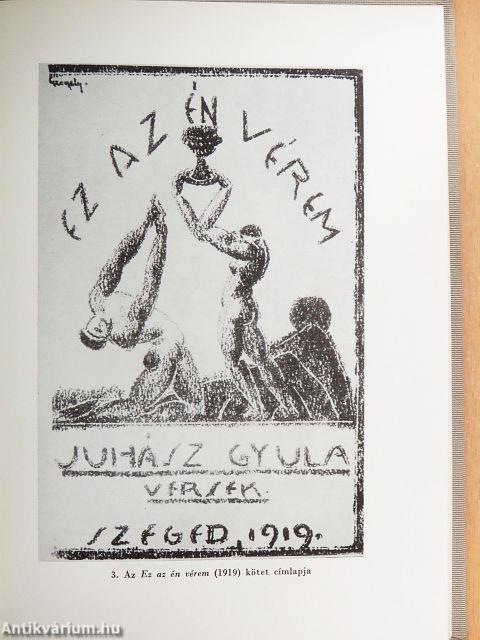 EZ AZ ÉN VÉREM
JUHÁSZ GYULA
VERSEK.
SZEGED, 1919.
3. Az Ez az én vérem (1919) kötet címlapja
Antikvárium.hu